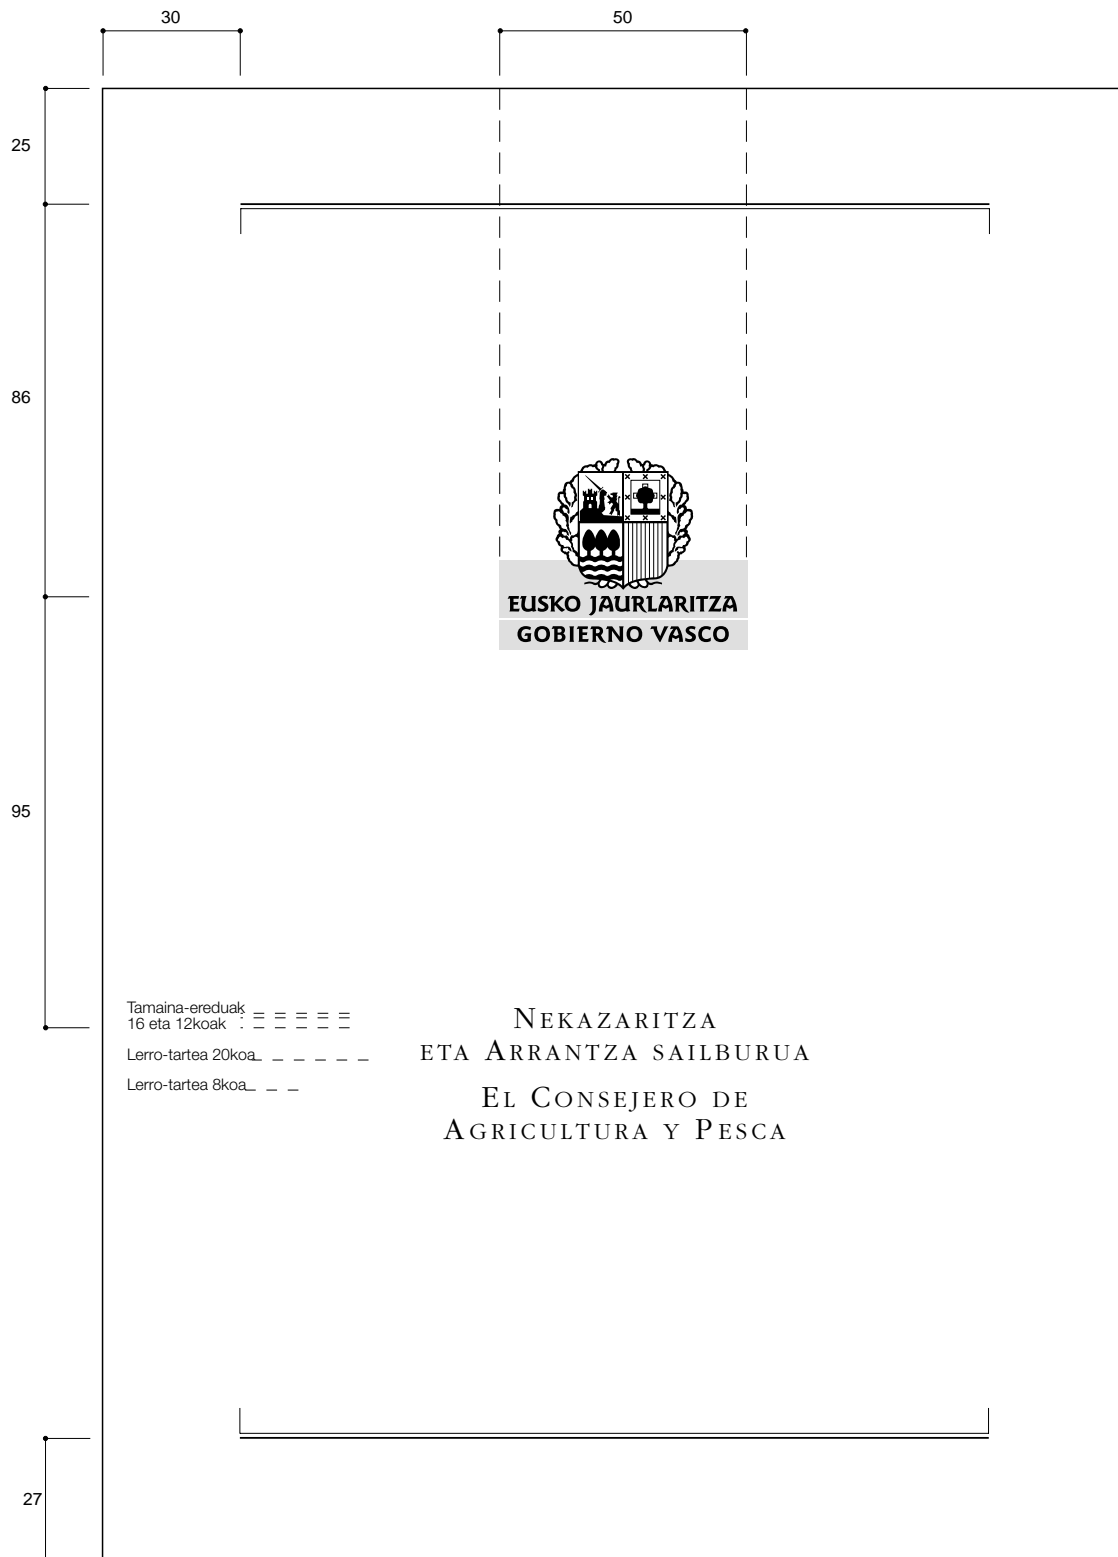 30
50
25
86
EUSKO JAURLARITZA
GOBIERNO VASCO
95
Tamaina-ereduak
16 eta 12koak
Lerro-tartea 20koa
Lerro-tartea 8koa
NEKAZARITZA
ETA ARRANTZA SAILBURUA
EL CONSEJERO DE
AGRICULTURA Y PESCA
27